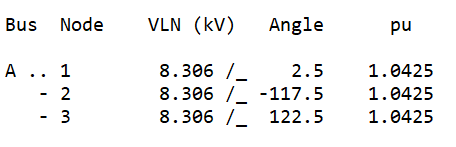 Bus Node VLN (kV) Angle pu
A .. 1 8.306 /_ 2.5 1.0425
- 2 8.306 /_ -117.5 1.0425
- 3 8.306 /_ 122.5 1.0425